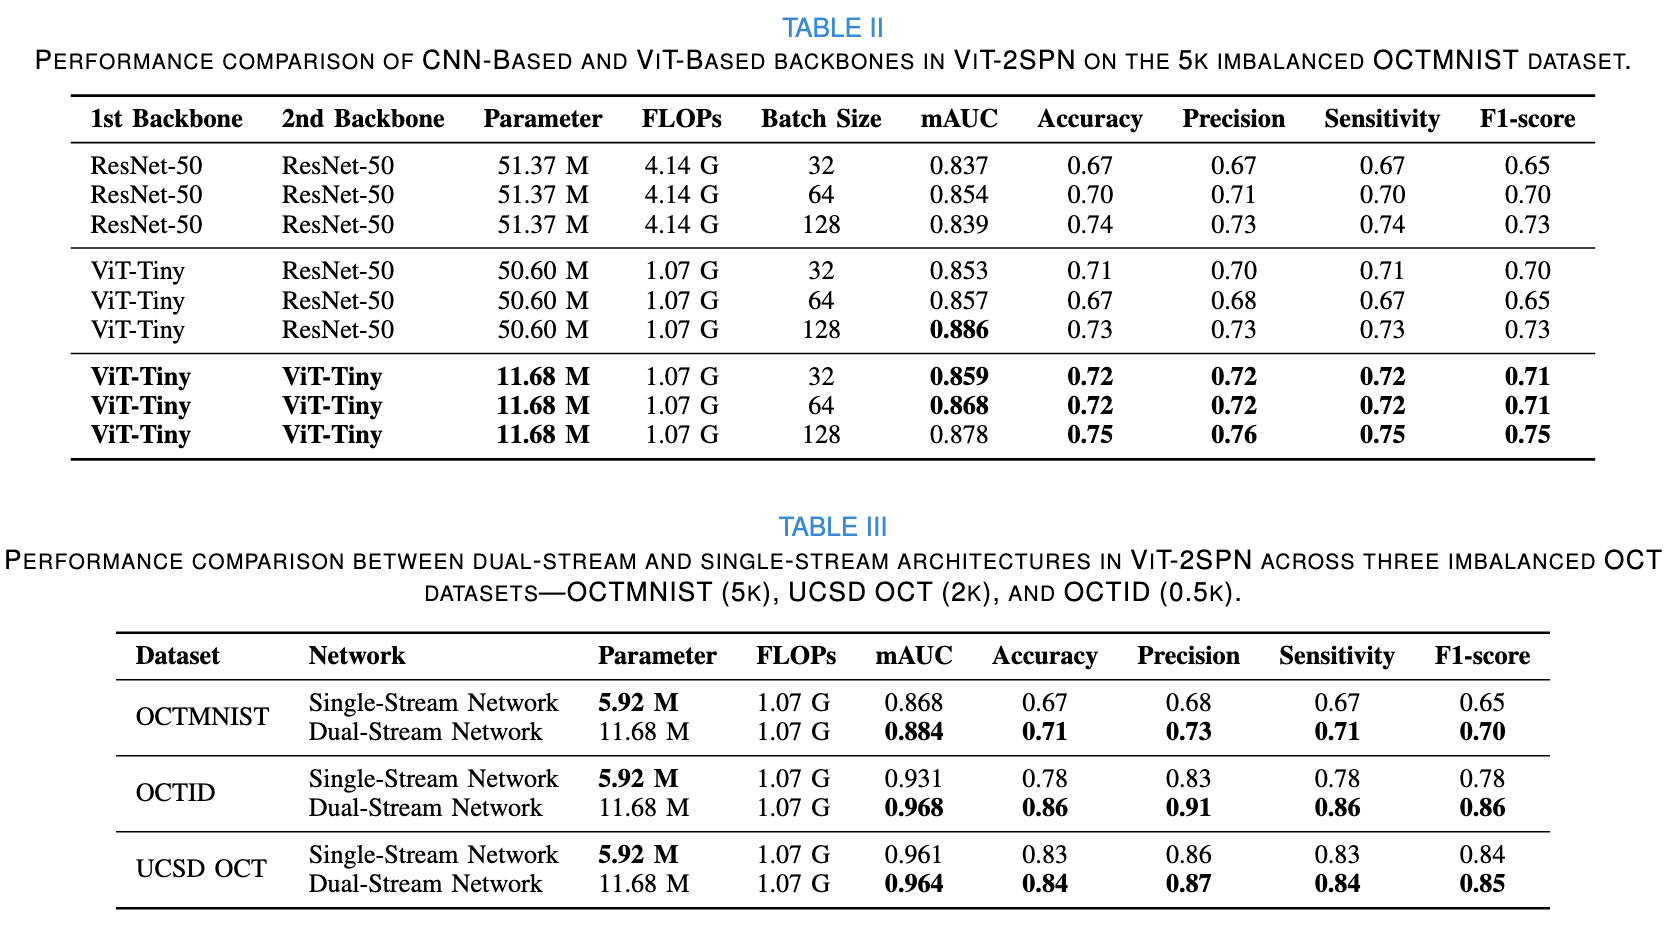 TABLE II
PERFORMANCE COMPARISON OF CNN-BASED AND VIT-BASED BACKBONES IN VIT-2SPN ON THE 5K IMBALANCED OCTMNIST DATASET.
1st Backbone 2nd Backbone Parameter FLOPs Batch Size mAUC Accuracy Precision Sensitivity F1-score
ResNet-50 ResNet-50 51.37 M 4.14 G 32 0.837 0.67 0.67 0.67 0.65
ResNet-50 ResNet-50 51.37 M 4.14 G 64 0.854 0.70 0.71 0.70 0.70
ResNet-50 ResNet-50 51.37 M 4.14 G 128 0.839 0.74 0.73 0.74 0.73
ViT-Tiny ResNet-50 50.60 M 1.07 G 32 0.853 0.71 0.70 0.71 0.70
ViT-Tiny ResNet-50 50.60 M 1.07 G 64 0.857 0.67 0.68 0.67 0.65
ViT-Tiny ResNet-50 50.60 M 1.07 G 128 0.886 0.73 0.73 0.73 0.73
ViT-Tiny ViT-Tiny 11.68 M 1.07 G 32 0.859 0.72 0.72 0.72 0.71
ViT-Tiny ViT-Tiny 11.68 M 1.07 G 64 0.868 0.72 0.72 0.72 0.71
ViT-Tiny ViT-Tiny 11.68 M 1.07 G 128 0.878 0.75 0.76 0.75 0.75
TABLE III
PERFORMANCE COMPARISON BETWEEN DUAL-STREAM AND SINGLE-STREAM ARCHITECTURES IN VIT-2SPN ACROSS THREE IMBALANCED OCT
DATASETS—OCTMNIST (5K), UCSD OCT (2K), AND OCTID (0.5K).
Dataset Network Parameter FLOPs mAUC Accuracy Precision Sensitivity F1-score
OCTMNIST Single-Stream Network 5.92 M 1.07 G 0.868 0.67 0.68 0.67 0.65
Dual-Stream Network 11.68 M 1.07 G 0.884 0.71 0.73 0.71 0.70
OCTID Single-Stream Network 5.92 M 1.07 G 0.931 0.78 0.83 0.78 0.78
Dual-Stream Network 11.68 M 1.07 G 0.968 0.86 0.91 0.86 0.86
UCSD OCT Single-Stream Network 5.92 M 1.07 G 0.961 0.83 0.86 0.83 0.84
Dual-Stream Network 11.68 M 1.07 G 0.964 0.84 0.87 0.84 0.85